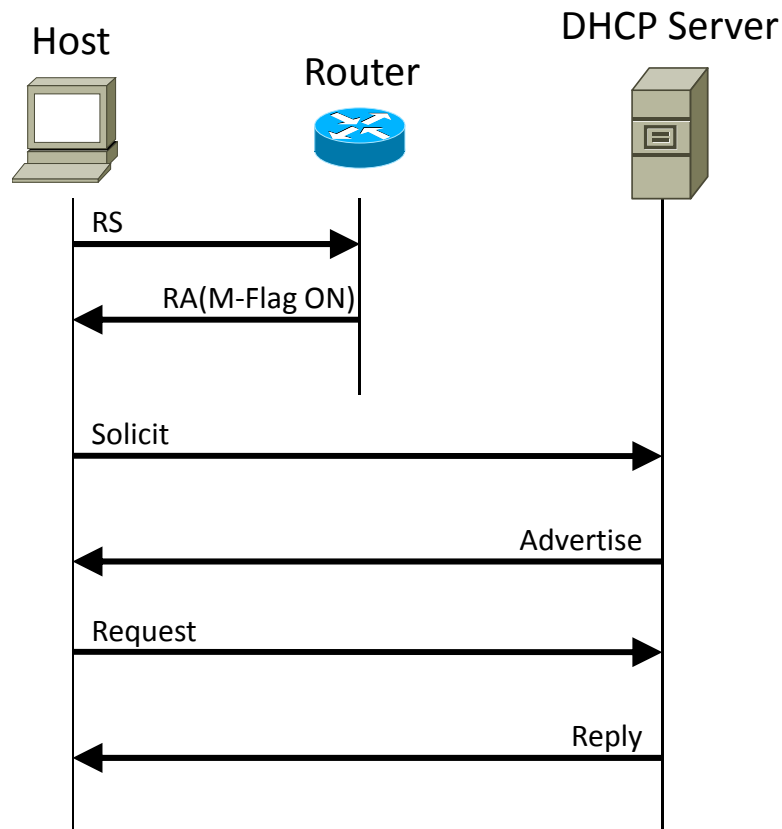 Host
Router
DHCP Server
RS
RA(M-Flag ON)
Solicit
Advertise
Request
Reply